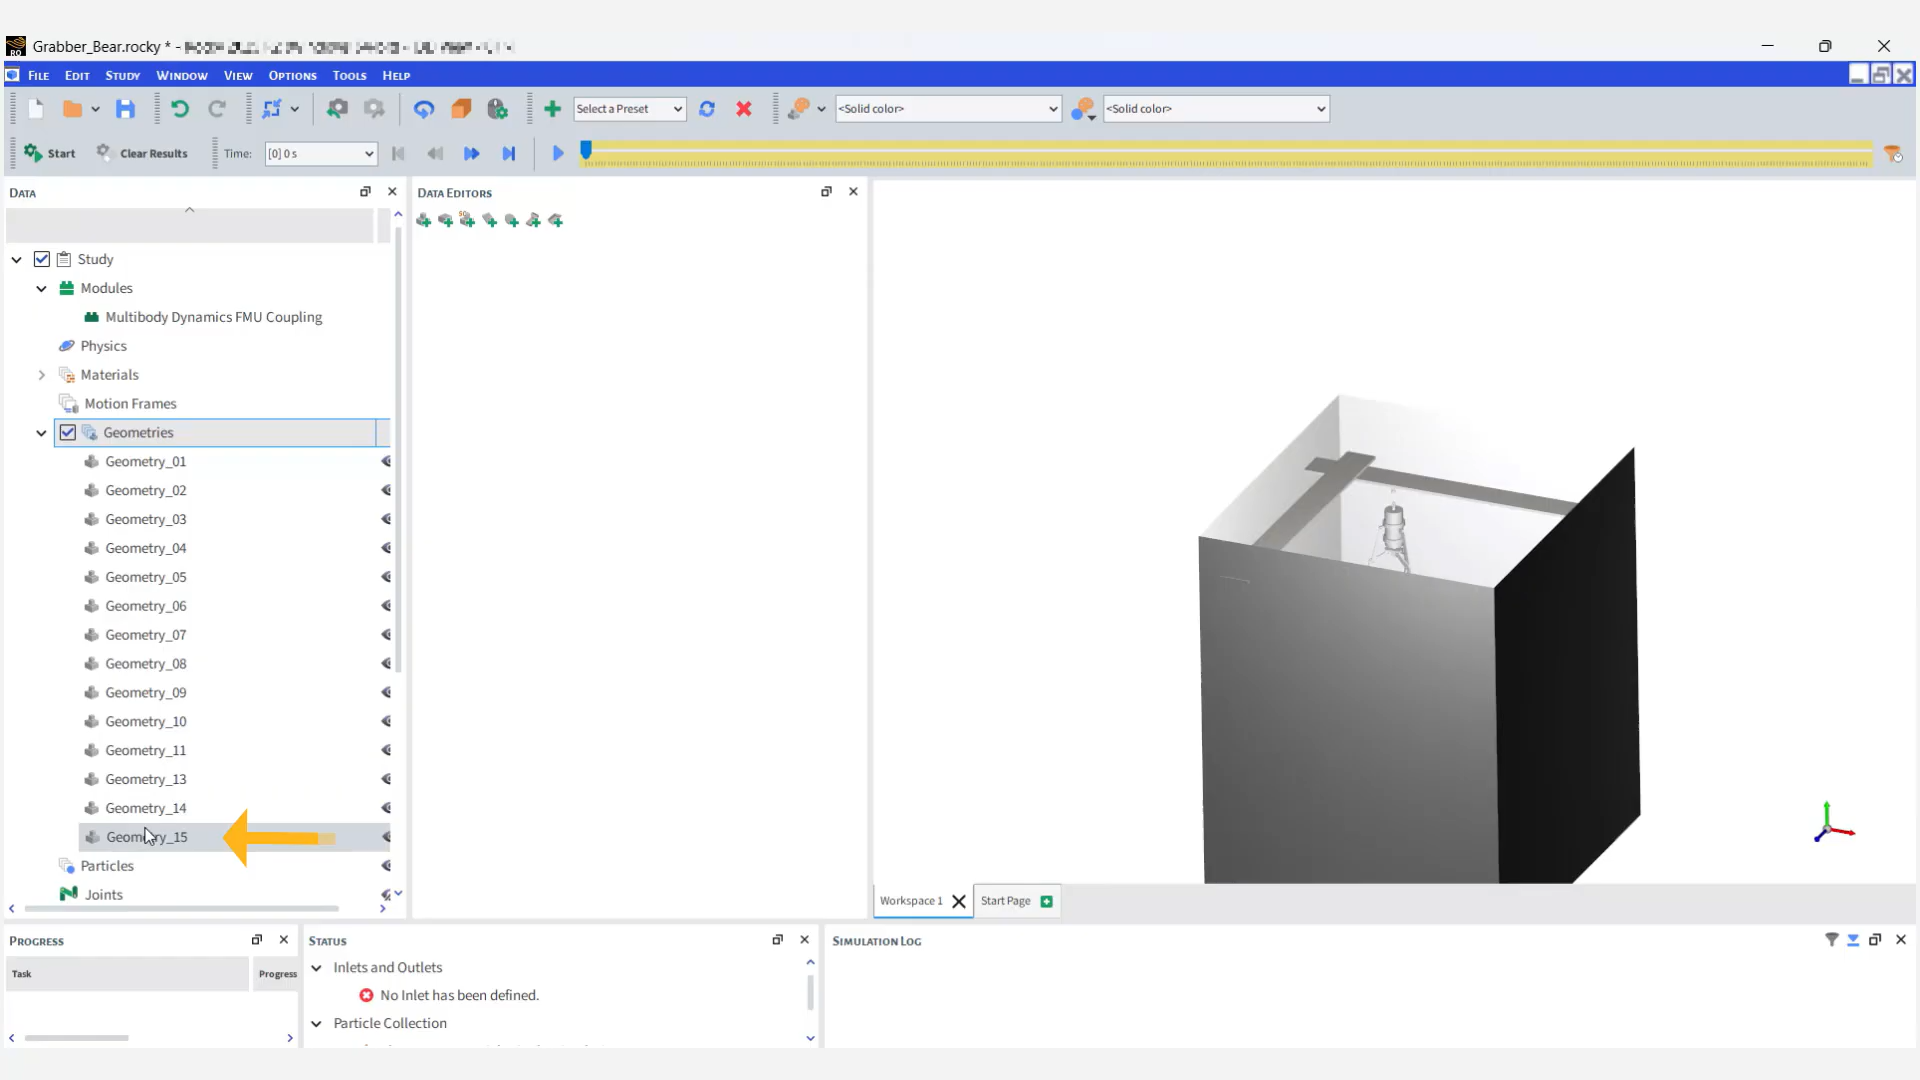 Grabber_Bear.rocky * -
FILE EDIT STUDY WINDOW VIEW OPTIONS TOOLS HELP
Select a Preset <Solid color> <Solid color>
Start Clear Results Time: [0] 0 s
DATA
DATA EDITORS
Study
Modules
Multibody Dynamics FMU Coupling
Physics
Materials
Motion Frames
Geometries
Geometry_01
Geometry_02
Geometry_03
Geometry_04
Geometry_05
Geometry_06
Geometry_07
Geometry_08
Geometry_09
Geometry_10
Geometry_11
Geometry_13
Geometry_14
Geometry_15
Particles
Joints
Workspace 1 Start Page
PROGRESS
Task Progress
STATUS
Inlets and Outlets
No Inlet has been defined.
Particle Collection
SIMULATION LOG